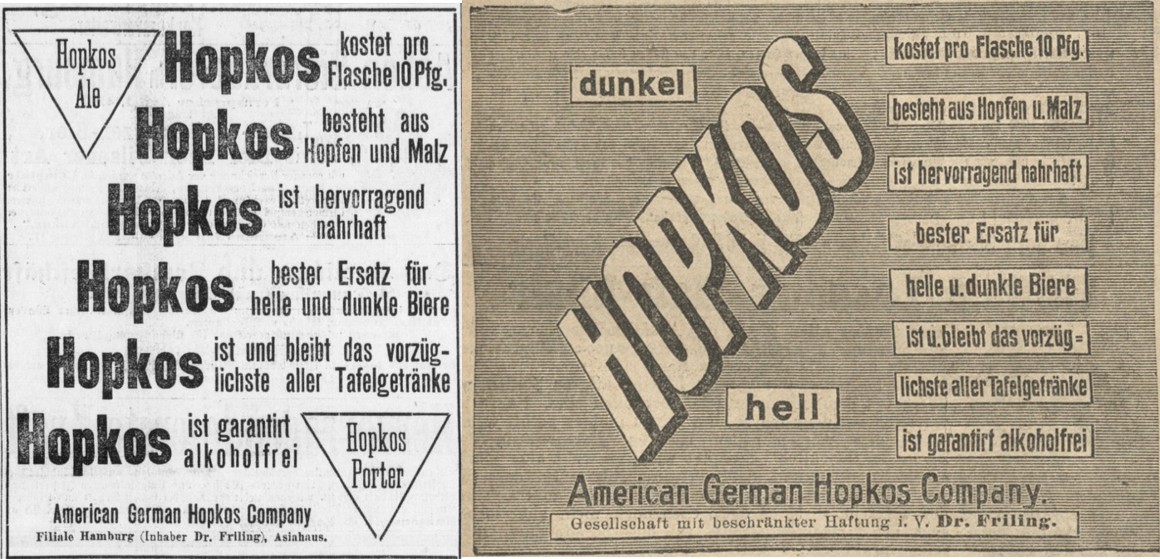 Hopkos
Ale
Hopkos kostet pro
Flasche 10 Pfg.
Hopkos besteht aus
Hopfen und Malz
Hopkos ist hervorragend
nahrhaft
Hopkos bester Ersatz für
helle und dunkle Biere
Hopkos ist und bleibt das vorzüg-
lichste aller Tafelgetränke
Hopkos ist garantirt
alkoholfrei
Hopkos
Porter
American German Hopkos Company
Filiale Hamburg (Inhaber Dr. Friling), Asiahaus.
dunkel
HOPKOS
hell
kostet pro Flasche 10 Pfg.
besteht aus Hopfen u. Malz
ist hervorragend nahrhaft
bester Ersatz für
helle u. dunkle Biere
ist u. bleibt das vorzüg-
lichste aller Tafelgetränke
ist garantirt alkoholfrei
American German Hopkos Company.
Gesellschaft mit beschränkter Haftung i. V. Dr. Friling.